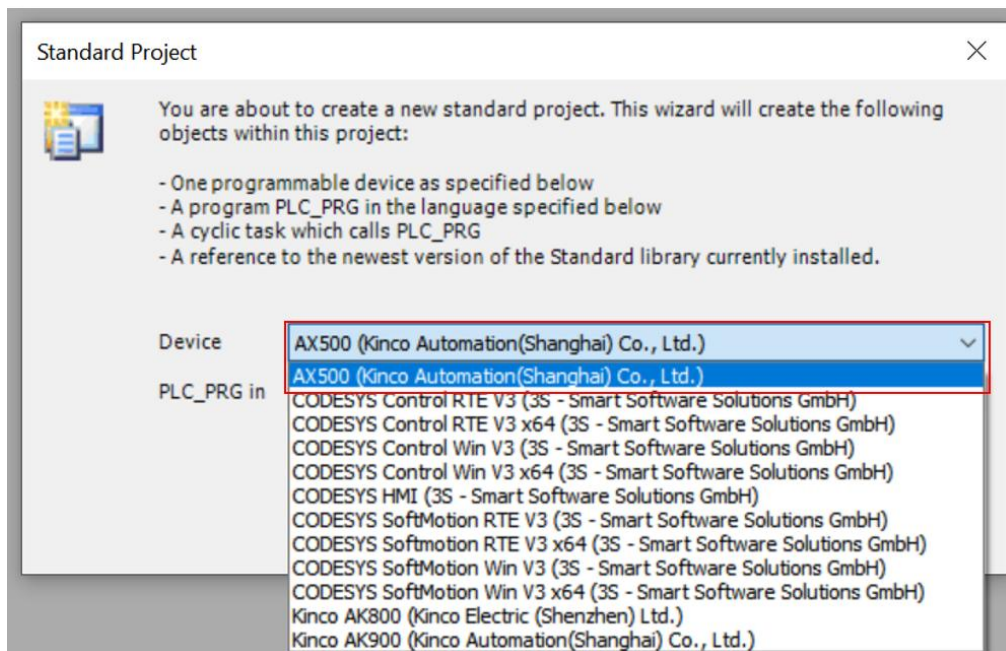 Standard Project
You are about to create a new standard project. This wizard will create the following
objects within this project:
- One programmable device as specified below
- A program PLC_PRG in the language specified below
- A cyclic task which calls PLC_PRG
- A reference to the newest version of the Standard library currently installed.
Device
AX500 (Kinco Automation(Shanghai) Co., Ltd.)
PLC_PRG in
AX500 (Kinco Automation(Shanghai) Co., Ltd.)
CODESYS Control RTE V3 (3S - Smart Software Solutions GmbH)
CODESYS Control RTE V3 x64 (3S - Smart Software Solutions GmbH)
CODESYS Control Win V3 (3S - Smart Software Solutions GmbH)
CODESYS Control Win V3 x64 (3S - Smart Software Solutions GmbH)
CODESYS HMI (3S - Smart Software Solutions GmbH)
CODESYS SoftMotion RTE V3 (3S - Smart Software Solutions GmbH)
CODESYS Softmotion RTE V3 x64 (3S - Smart Software Solutions GmbH)
CODESYS SoftMotion Win V3 (3S - Smart Software Solutions GmbH)
CODESYS SoftMotion Win V3 x64 (3S - Smart Software Solutions GmbH)
Kinco AK800 (Kinco Electric (Shenzhen) Ltd.)
Kinco AK900 (Kinco Automation(Shanghai) Co., Ltd.)